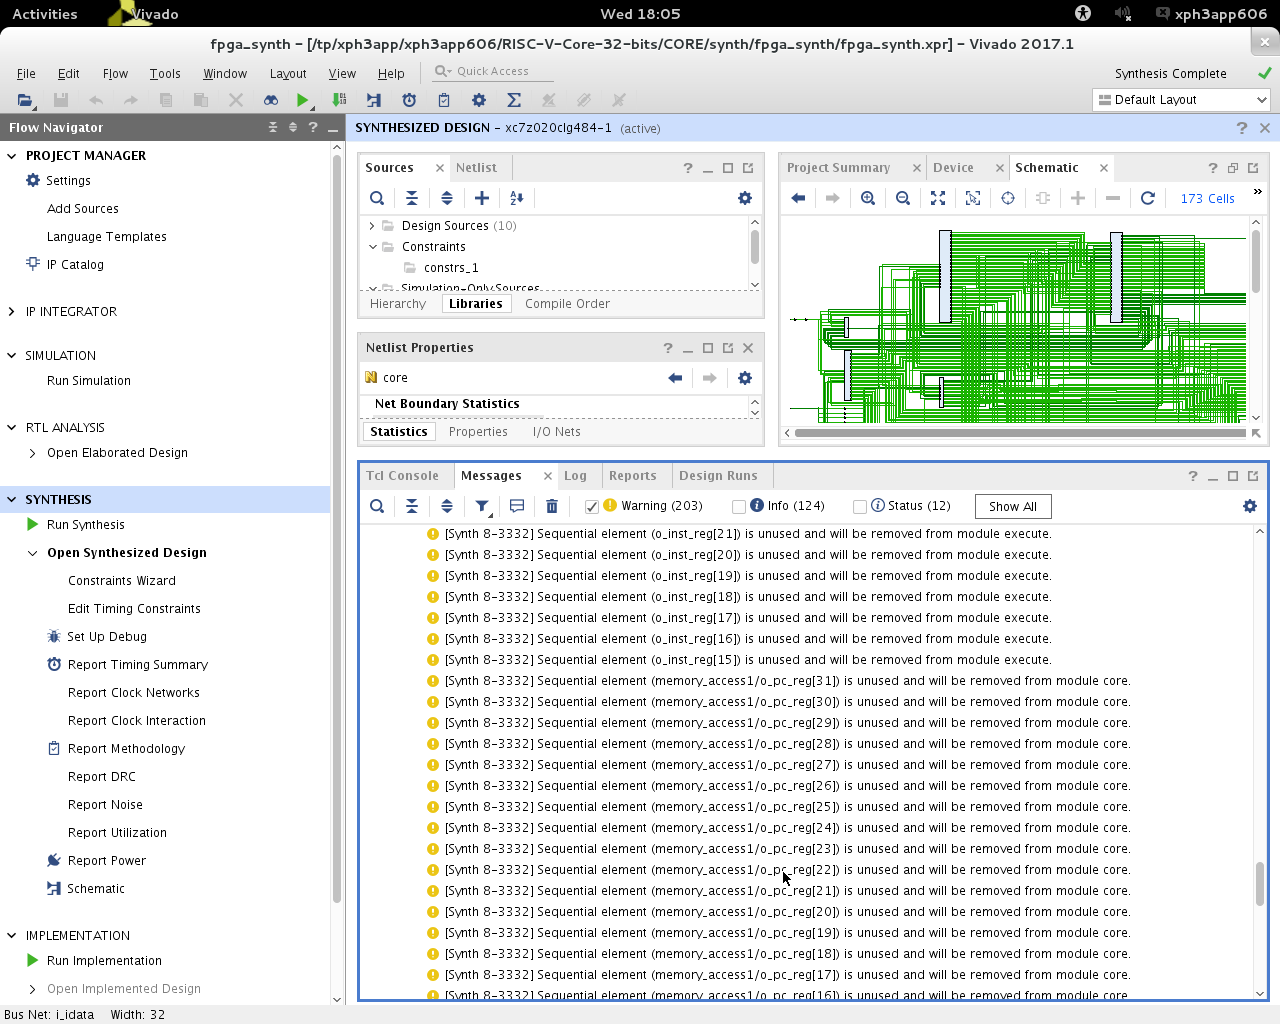 Activities
Vivado
Wed 18:05
xph3app606
fpga_synth – [/tp/xph3app/xph3app606/RISC-V-Core-32-bits/CORE/synth/fpga_synth/fpga_synth.xpr] – Vivado 2017.1
File Edit Flow Tools Window Layout View Help
Quick Access
Synthesis Complete
Default Layout
Flow Navigator
PROJECT MANAGER
Settings
Add Sources
Language Templates
IP Catalog
IP INTEGRATOR
SIMULATION
Run Simulation
RTL ANALYSIS
Open Elaborated Design
SYNTHESIS
Run Synthesis
Open Synthesized Design
Constraints Wizard
Edit Timing Constraints
Set Up Debug
Report Timing Summary
Report Clock Networks
Report Clock Interaction
Report Methodology
Report DRC
Report Noise
Report Utilization
Report Power
Schematic
IMPLEMENTATION
Run Implementation
Open Implemented Design
SYNTHESIZED DESIGN – xc7z020clg484-1 (active)
Sources Netlist
Design Sources (10)
Constraints
constrs_1
Simulation-Only Sources
Hierarchy Libraries Compile Order
Netlist Properties
core
Net Boundary Statistics
Statistics Properties I/O Nets
Project Summary Device Schematic
173 Cells
Tcl Console Messages Log Reports Design Runs
Warning (203) Info (124) Status (12) Show All
[Synth 8-3332] Sequential element (o_inst_reg[21]) is unused and will be removed from module execute.
[Synth 8-3332] Sequential element (o_inst_reg[20]) is unused and will be removed from module execute.
[Synth 8-3332] Sequential element (o_inst_reg[19]) is unused and will be removed from module execute.
[Synth 8-3332] Sequential element (o_inst_reg[18]) is unused and will be removed from module execute.
[Synth 8-3332] Sequential element (o_inst_reg[17]) is unused and will be removed from module execute.
[Synth 8-3332] Sequential element (o_inst_reg[16]) is unused and will be removed from module execute.
[Synth 8-3332] Sequential element (o_inst_reg[15]) is unused and will be removed from module execute.
[Synth 8-3332] Sequential element (memory_access1/o_pc_reg[31]) is unused and will be removed from module core.
[Synth 8-3332] Sequential element (memory_access1/o_pc_reg[30]) is unused and will be removed from module core.
[Synth 8-3332] Sequential element (memory_access1/o_pc_reg[29]) is unused and will be removed from module core.
[Synth 8-3332] Sequential element (memory_access1/o_pc_reg[28]) is unused and will be removed from module core.
[Synth 8-3332] Sequential element (memory_access1/o_pc_reg[27]) is unused and will be removed from module core.
[Synth 8-3332] Sequential element (memory_access1/o_pc_reg[26]) is unused and will be removed from module core.
[Synth 8-3332] Sequential element (memory_access1/o_pc_reg[25]) is unused and will be removed from module core.
[Synth 8-3332] Sequential element (memory_access1/o_pc_reg[24]) is unused and will be removed from module core.
[Synth 8-3332] Sequential element (memory_access1/o_pc_reg[23]) is unused and will be removed from module core.
[Synth 8-3332] Sequential element (memory_access1/o_pc_reg[22]) is unused and will be removed from module core.
[Synth 8-3332] Sequential element (memory_access1/o_pc_reg[21]) is unused and will be removed from module core.
[Synth 8-3332] Sequential element (memory_access1/o_pc_reg[20]) is unused and will be removed from module core.
[Synth 8-3332] Sequential element (memory_access1/o_pc_reg[19]) is unused and will be removed from module core.
[Synth 8-3332] Sequential element (memory_access1/o_pc_reg[18]) is unused and will be removed from module core.
[Synth 8-3332] Sequential element (memory_access1/o_pc_reg[17]) is unused and will be removed from module core.
[Synth 8-3332] Sequential element (memory_access1/o_pc_reg[16]) is unused and will be removed from module core.
Bus Net: i_idata Width: 32